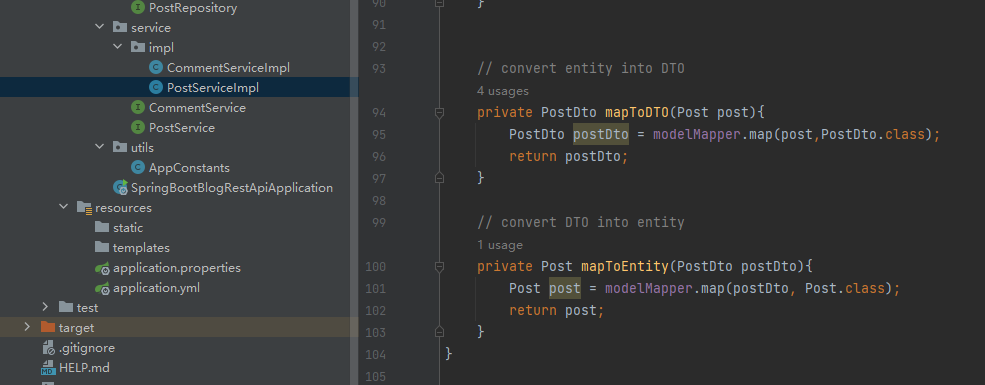 PostRepository
service
impl
CommentServiceImpl
PostServiceImpl
CommentService
PostService
utils
AppConstants
SpringBootBlogRestApiApplication
resources
static
templates
application.properties
application.yml
test
target
.gitignore
HELP.md
90 }
91
92
93 // convert entity into DTO
4 usages
94 private PostDto mapToDTO(Post post){
95 PostDto postDto = modelMapper.map(post,PostDto.class);
96 return postDto;
97 }
98
99 // convert DTO into entity
1 usage
100 private Post mapToEntity(PostDto postDto){
101 Post post = modelMapper.map(postDto, Post.class);
102 return post;
103 }
104 }
105